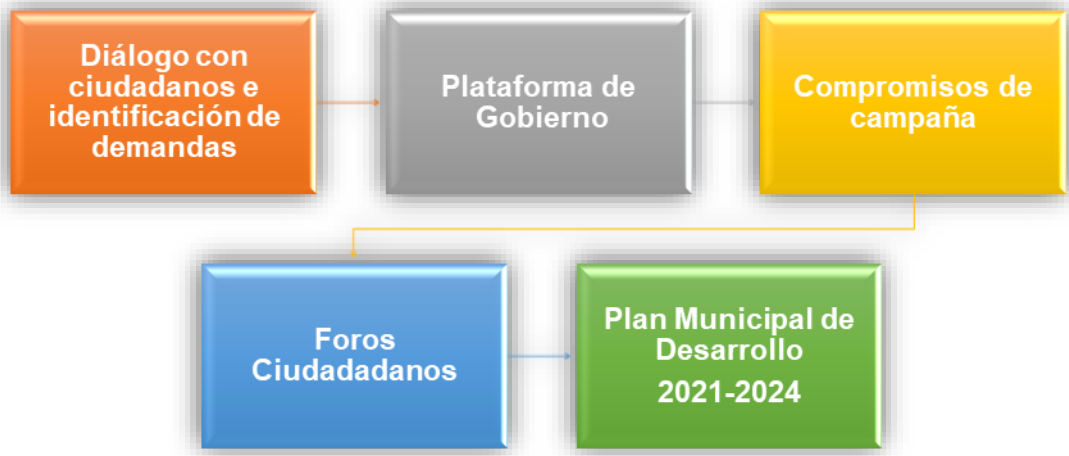 Diálogo con
ciudadanos e
identificación de
demandas
Plataforma de
Gobierno
Compromisos de
campaña
Foros
Ciudadadanos
Plan Municipal de
Desarrollo
2021-2024